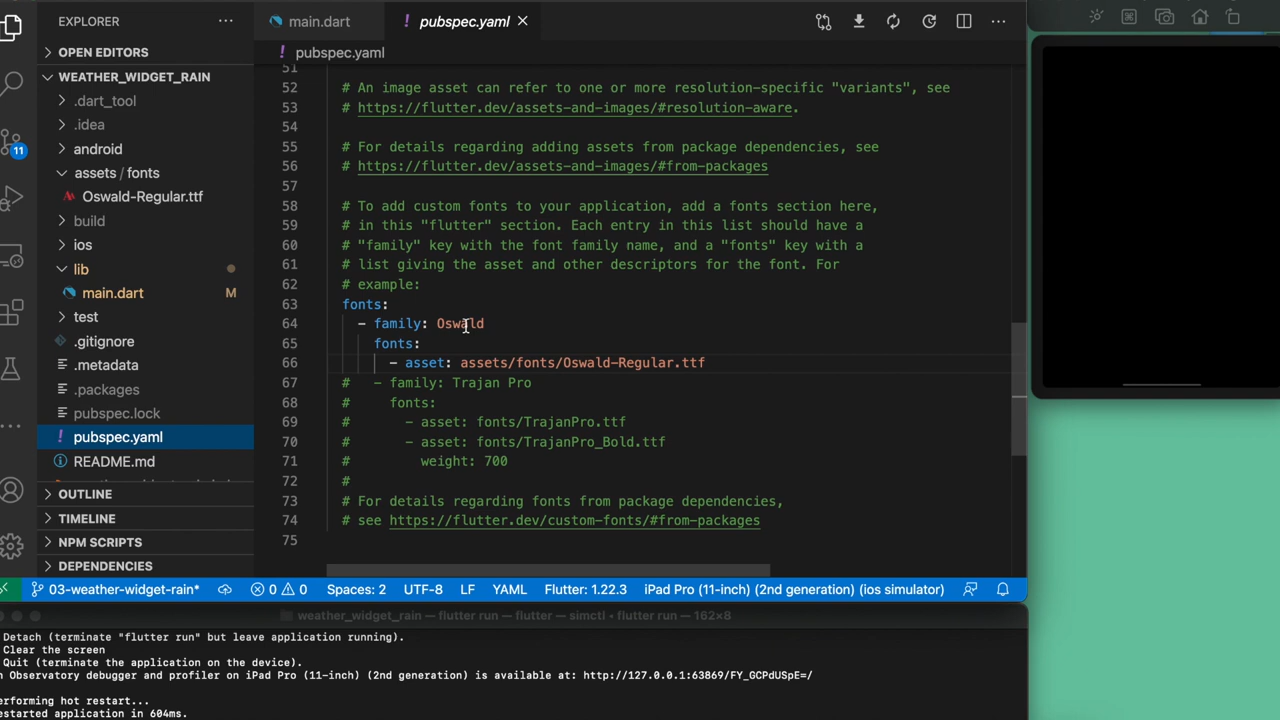 EXPLORER
main.dart
! pubspec.yaml
OPEN EDITORS
! pubspec.yaml
WEATHER_WIDGET_RAIN
.dart_tool
.idea
android
assets/fonts
Oswald-Regular.ttf
build
ios
lib
main.dart M
test
.gitignore
.metadata
.packages
pubspec.lock
! pubspec.yaml
README.md
OUTLINE
TIMELINE
NPM SCRIPTS
DEPENDENCIES
11
51
52 # An image asset can refer to one or more resolution-specific "variants", see
53 # https://flutter.dev/assets-and-images/#resolution-aware.
54
55 # For details regarding adding assets from package dependencies, see
56 # https://flutter.dev/assets-and-images/#from-packages
57
58 # To add custom fonts to your application, add a fonts section here,
59 # in this "flutter" section. Each entry in this list should have a
60 # "family" key with the font family name, and a "fonts" key with a
61 # list giving the asset and other descriptors for the font. For
62 # example:
63 fonts:
64 - family: Oswald
65 fonts:
66 - asset: assets/fonts/Oswald-Regular.ttf
67 # - family: Trajan Pro
68 # fonts:
69 # - asset: fonts/TrajanPro.ttf
70 # - asset: fonts/TrajanPro_Bold.ttf
71 # weight: 700
72 #
73 # For details regarding fonts from package dependencies,
74 # see https://flutter.dev/custom-fonts/#from-packages
75
03-weather-widget-rain* 0 0 Spaces: 2 UTF-8 LF YAML Flutter: 1.22.3 iPad Pro (11-inch) (2nd generation) (ios simulator)
weather_widget_rain — flutter run — flutter • simctl • flutter run — 162×8
Detach (terminate "flutter run" but leave application running).
Clear the screen
Quit (terminate the application on the device).
n Observatory debugger and profiler on iPad Pro (11-inch) (2nd generation) is available at: http://127.0.0.1:63869/FY_GCPdUSpE=/
erforming hot restart...
estarted application in 604ms.